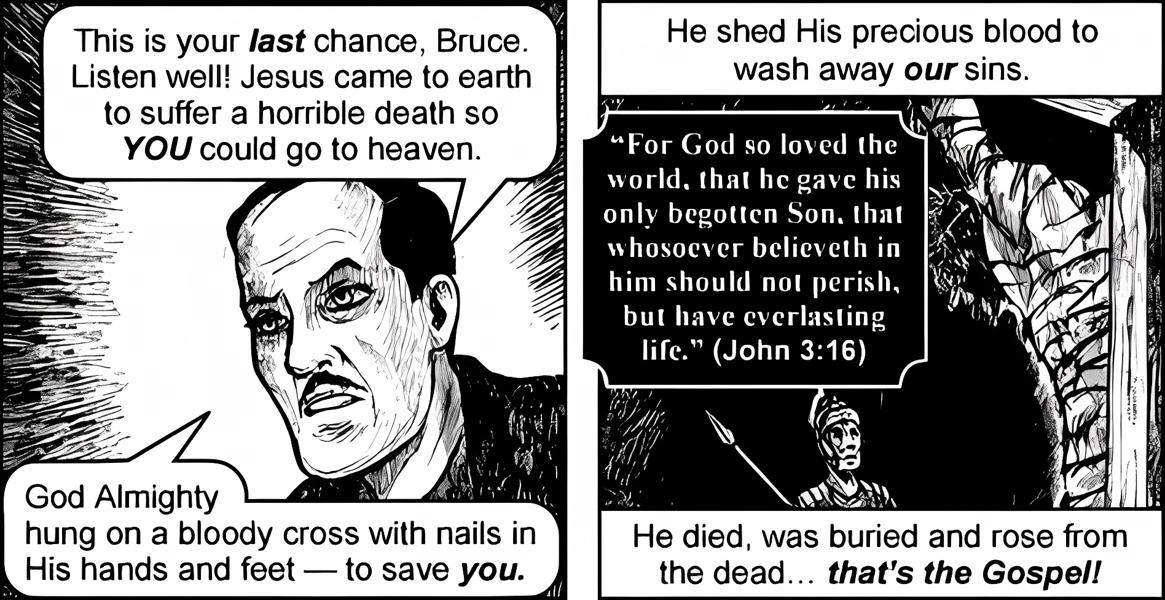 This is your last chance, Bruce.
Listen well! Jesus came to earth
to suffer a horrible death so
YOU could go to heaven.
God Almighty
hung on a bloody cross with nails in
His hands and feet — to save you.
He shed His precious blood to
wash away our sins.
“For God so loved the
world, that he gave his
only begotten Son, that
whosoever believeth in
him should not perish,
but have everlasting
life.” (John 3:16)
He died, was buried and rose from
the dead... that's the Gospel!